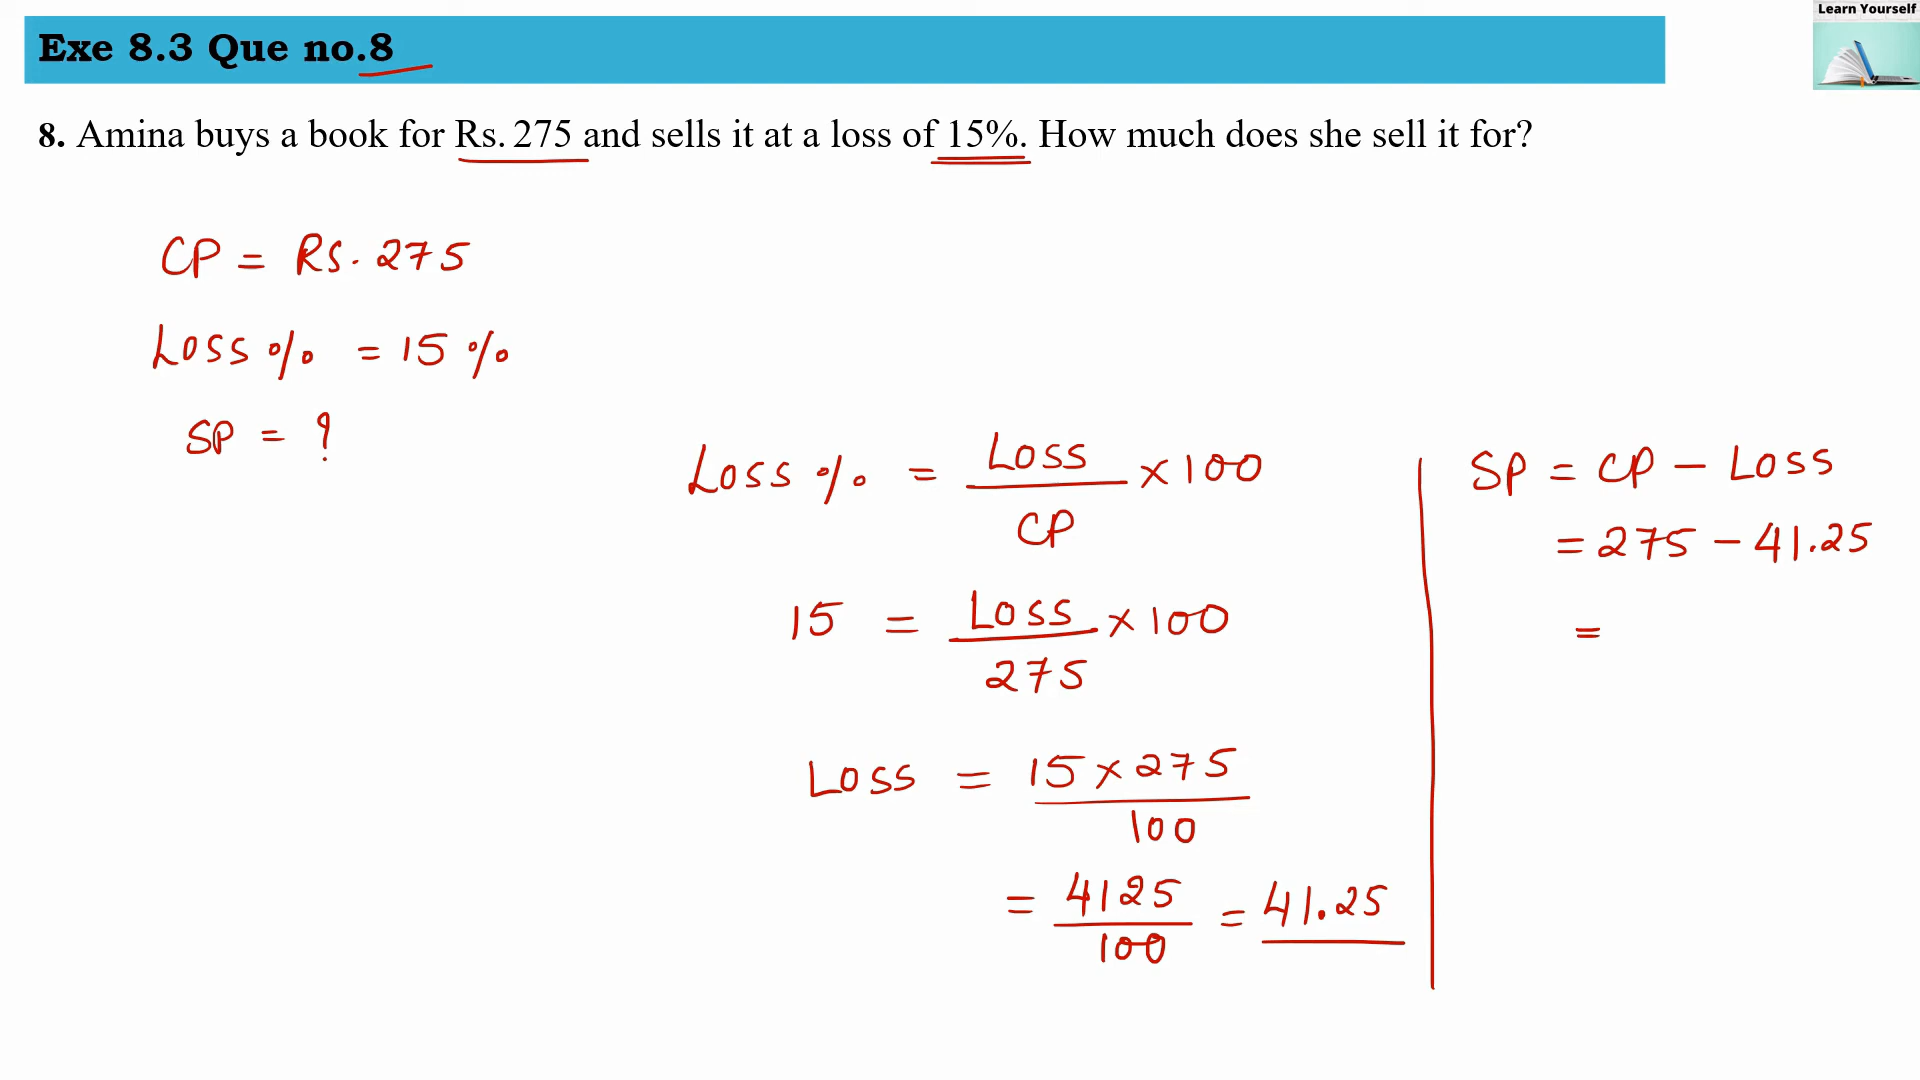 Learn Yourself
Exe 8.3 Que no.8
8. Amina buys a book for Rs. 275 and sells it at a loss of 15%. How much does she sell it for?
CP = Rs. 275
Loss % = 15 %
SP = ?
Loss % = Loss / CP × 100
15 = Loss / 275 × 100
Loss = 15 × 275 / 100
= 4125 / 100 = 41.25
SP = CP - Loss
= 275 - 41.25
=